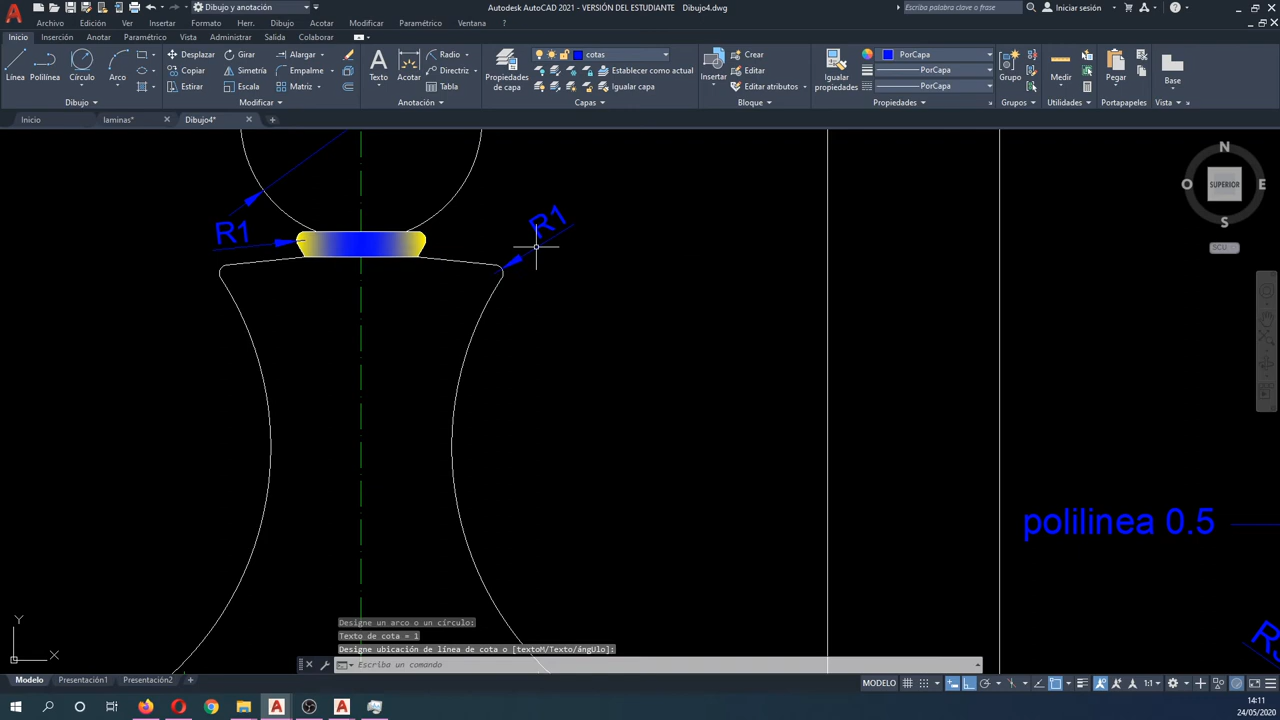 Dibujo y anotación
Autodesk AutoCAD 2021 - VERSIÓN DEL ESTUDIANTE Dibujo4.dwg
Escriba palabra clave o frase
Iniciar sesión
Archivo Edición Ver Insertar Formato Herr. Dibujo Acotar Modificar Paramétrico Ventana
Inicio Inserción Anotar Paramétrico Vista Administrar Salida Colaborar
Línea Polilínea Círculo Arco
Desplazar Girar Alargar
Copiar Simetría Empalme
Estirar Escala Matriz
Texto Acotar
Radio
Directriz
Tabla
Propiedades de capa
cotas
Establecer como actual
Igualar capa
Insertar
Crear
Editar
Editar atributos
Igualar propiedades
PorCapa
PorCapa
PorCapa
Grupo Medir Pegar Base
Dibujo Modificar Anotación Capas Bloque Propiedades Grupos Utilidades Portapapeles Vista
Inicio laminas* Dibujo4*
N
O SUPERIOR E
S
SCU
R1
R1
polilinea 0.5
Y
X
Designe un arco o un círculo:
Texto de cota = 1
Designe ubicación de línea de cota o [textoM/Texto/ángUlo]:
Escriba un comando
Modelo Presentación1 Presentación2
MODELO 1:1
14:11
24/05/2020